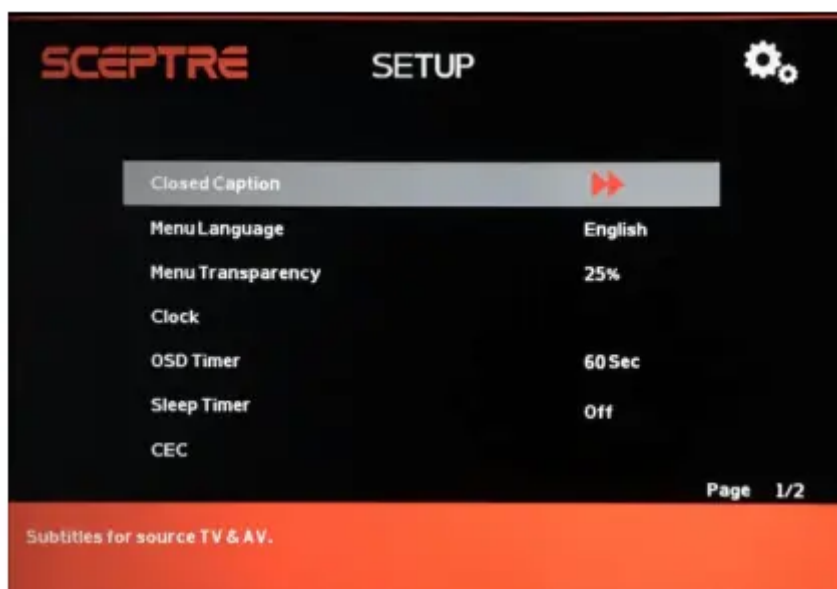 SCEPTRE SETUP
Closed Caption
Menu Language English
Menu Transparency 25%
Clock
OSD Timer 60 Sec
Sleep Timer Off
CEC
Page 1/2
Subtitles for source TV & AV.